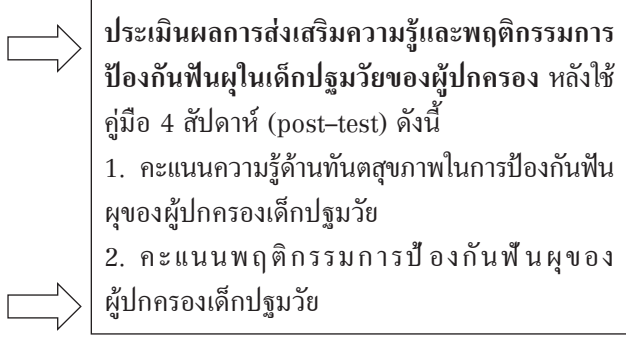 ประเมินผลการส่งเสริมความรู้และพฤติกรรมการ
ป้องกันฟันผุในเด็กปฐมวัยของผู้ปกครอง หลังใช้
คู่มือ 4 สัปดาห์ (post–test) ดังนี้
1. คะแนนความรู้ด้านทันตสุขภาพในการป้องกันฟัน
ผุของผู้ปกครองเด็กปฐมวัย
2. คะแนนพฤติกรรมการป้องกันฟันผุของ
ผู้ปกครองเด็กปฐมวัย